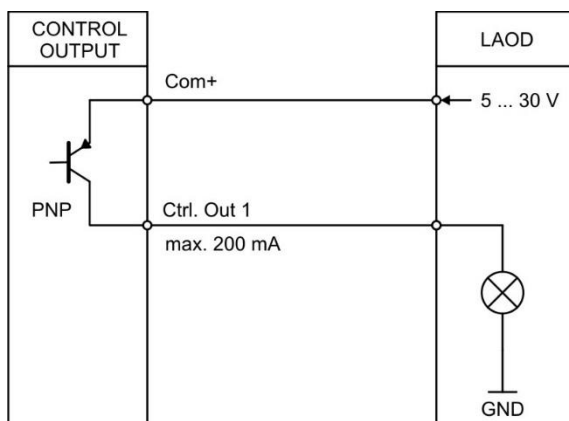 CONTROL
OUTPUT
LAOD
Com+
5 ... 30 V
PNP
Ctrl. Out 1
max. 200 mA
GND